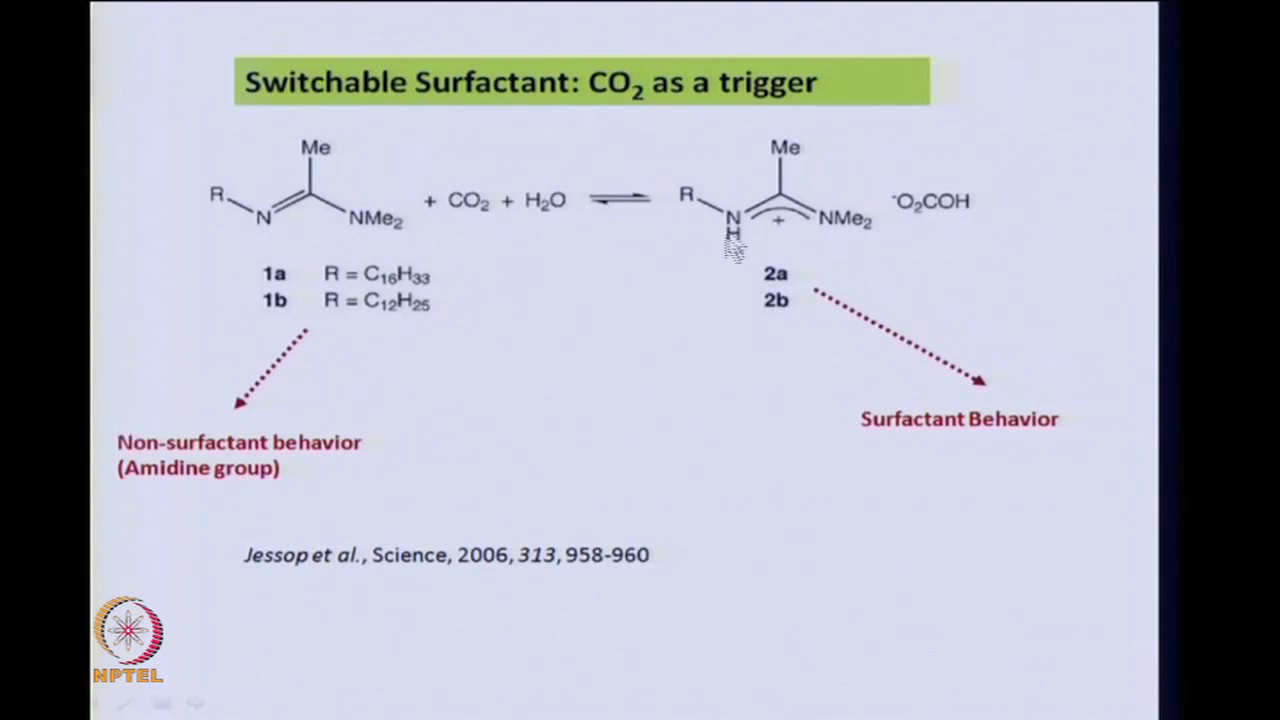 Switchable Surfactant: CO₂ as a trigger
Me
R
N
NMe₂
+ CO₂ + H₂O
Me
R
N
H
+
NMe₂
⁻O₂COH
1a R = C₁₆H₃₃
1b R = C₁₂H₂₅
2a
2b
Non-surfactant behavior
(Amidine group)
Surfactant Behavior
Jessop et al., Science, 2006, 313, 958-960
NPTEL